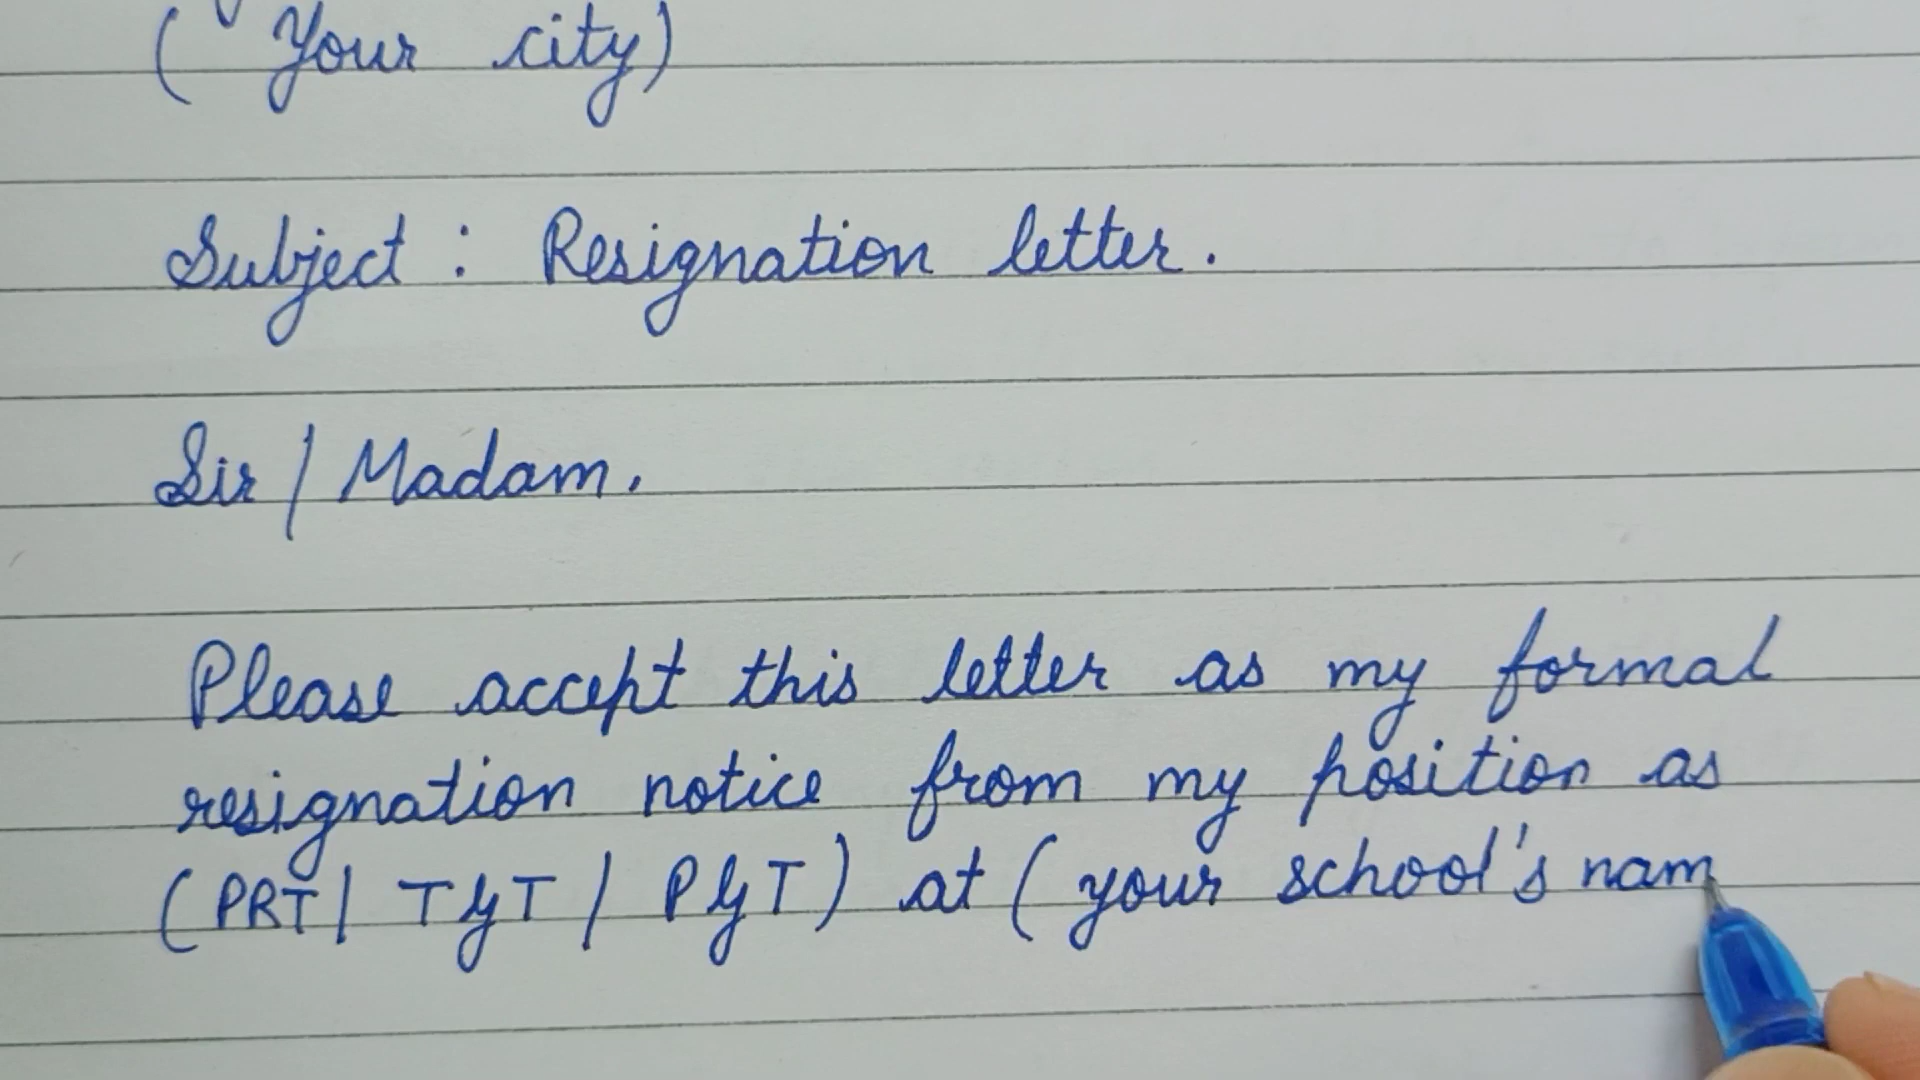 ( Your city)
Subject : Resignation letter.
Sir / Madam.
Please accept this letter as my formal
resignation notice from my position as
(PRT / TGT / PGT) at ( your school's nam